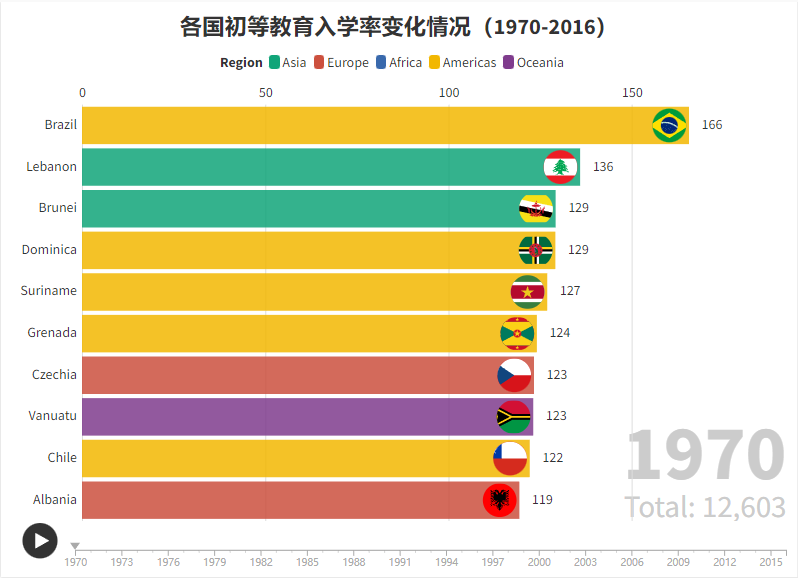 各国初等教育入学率变化情况（1970-2016）
Region Asia Europe Africa Americas Oceania
0 50 100 150
Brazil 166
Lebanon 136
Brunei 129
Dominica 129
Suriname 127
Grenada 124
Czechia 123
Vanuatu 123
Chile 122
Albania 119
1970
Total: 12,603
1970 1973 1976 1979 1982 1985 1988 1991 1994 1997 2000 2003 2006 2009 2012 2015